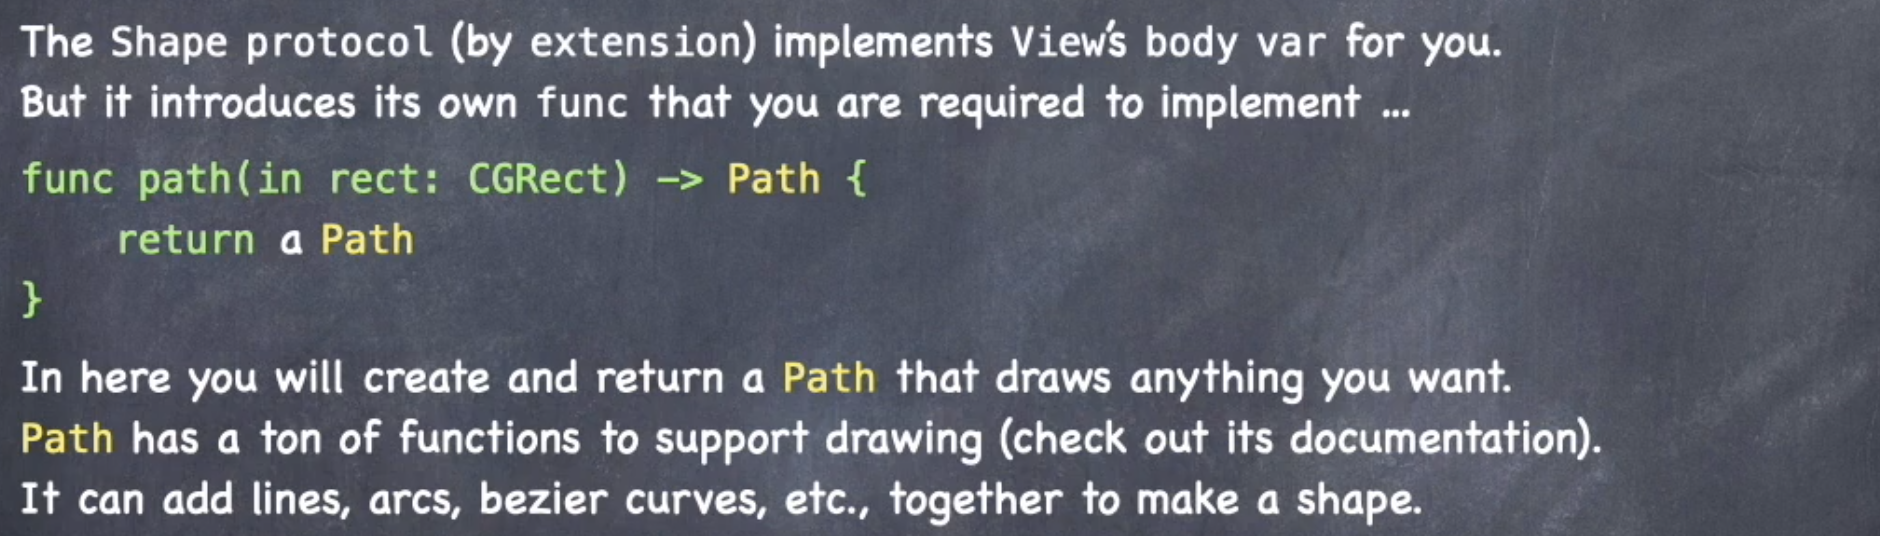 The Shape protocol (by extension) implements View's body var for you.
But it introduces its own func that you are required to implement ...
func path(in rect: CGRect) -> Path {
    return a Path
}
In here you will create and return a Path that draws anything you want.
Path has a ton of functions to support drawing (check out its documentation).
It can add lines, arcs, bezier curves, etc., together to make a shape.